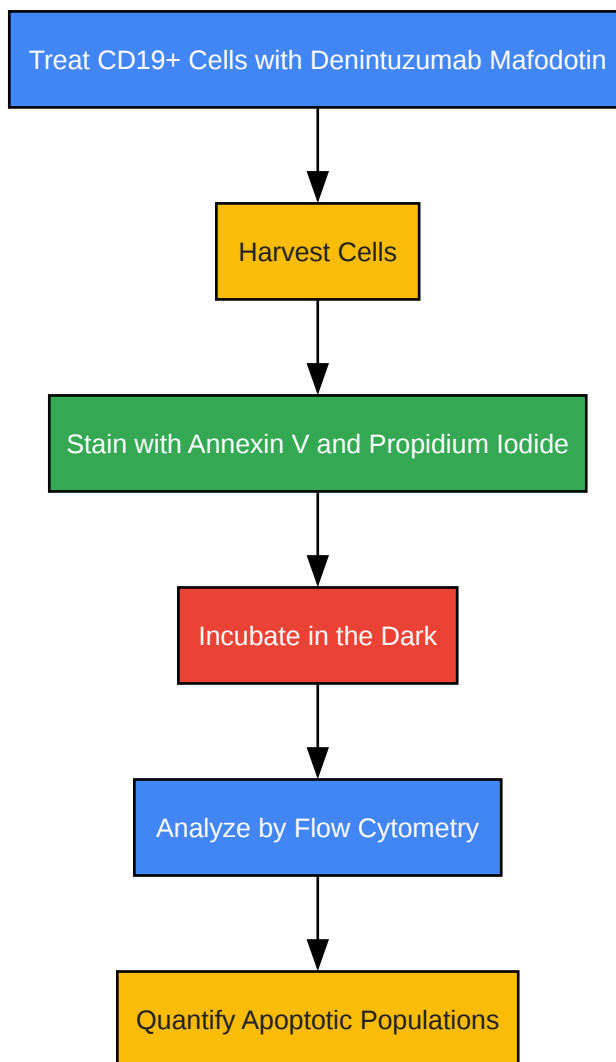 Treat CD19+ Cells with Denintuzumab Mafodotin
Harvest Cells
Stain with Annexin V and Propidium Iodide
Incubate in the Dark
Analyze by Flow Cytometry
Quantify Apoptotic Populations